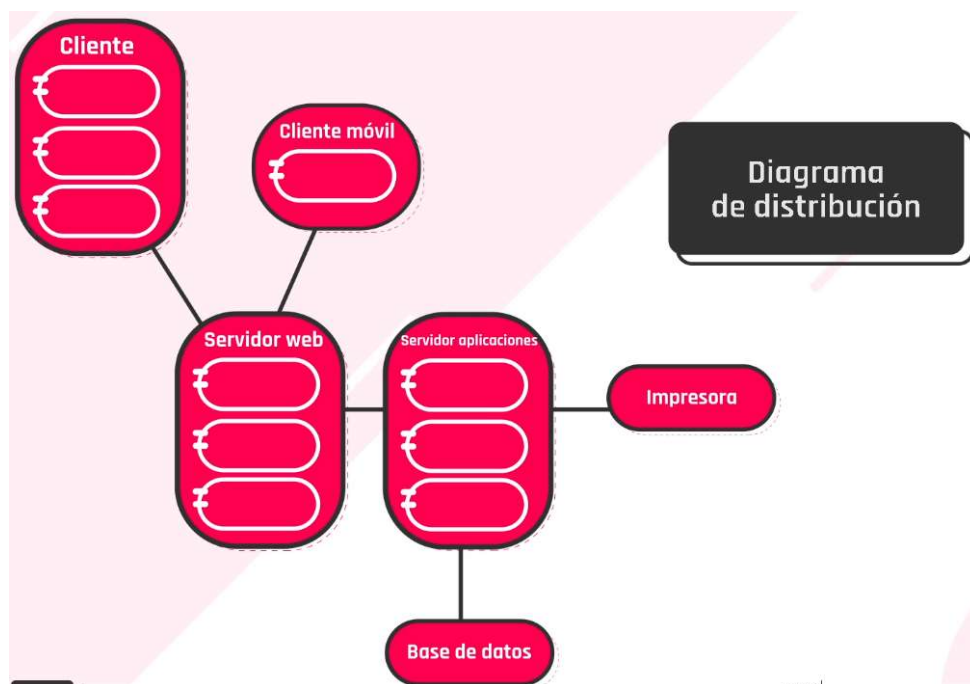 Cliente
Cliente móvil
Diagrama
de distribución
Servidor web
Servidor aplicaciones
Impresora
Base de datos